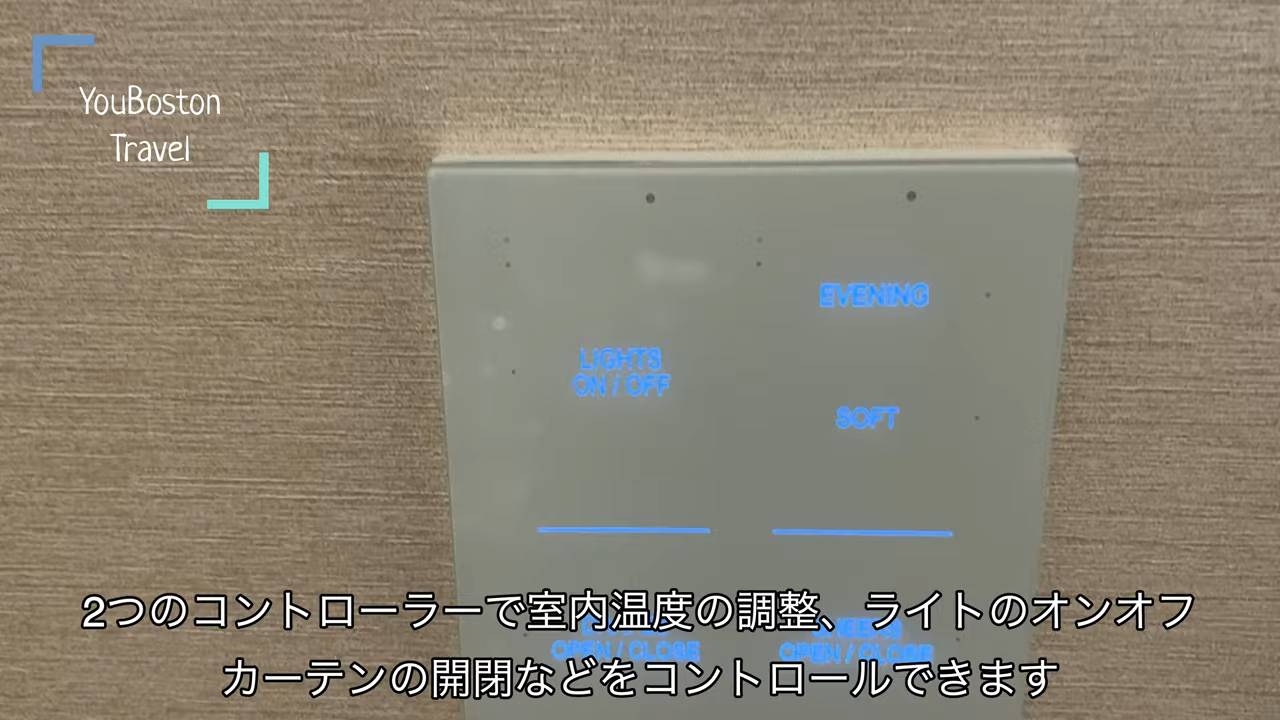 YouBoston
Travel
EVENING
LIGHTS
ON / OFF
SOFT
OPEN / CLOSE
SHEERS
OPEN / CLOSE
2つのコントローラーで室内温度の調整、ライトのオンオフ
カーテンの開閉などをコントロールできます